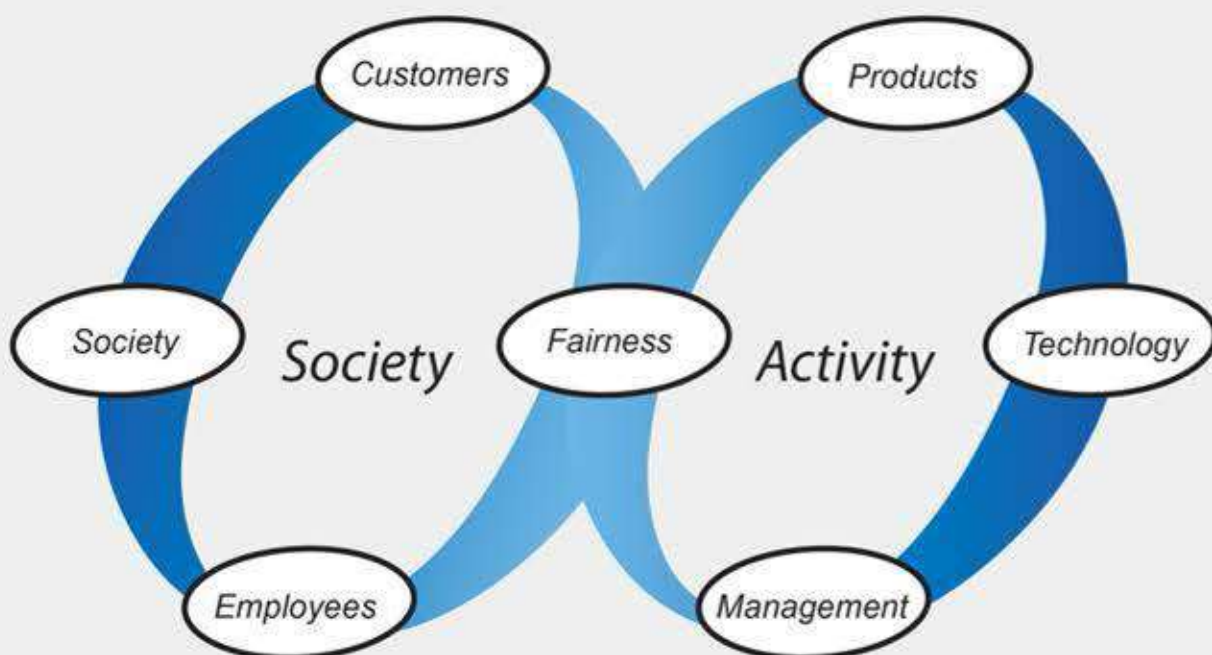 Customers
Products
Society
Society
Fairness
Activity
Technology
Employees
Management